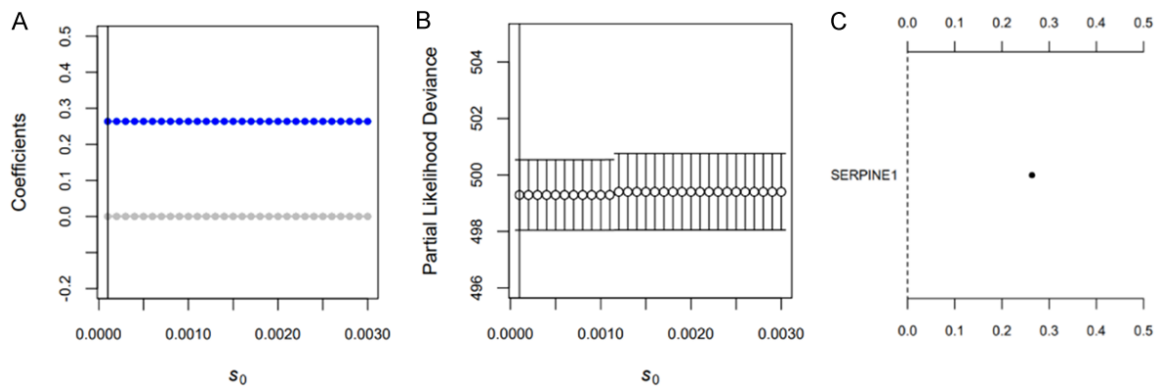 A
Coefficients
0.5
0.4
0.3
0.2
0.0
-0.2
0.0000 0.0010 0.0020 0.0030
s0
B
Partial Likelihood Deviance
504
502
500
498
496
0.0000 0.0010 0.0020 0.0030
s0
C
0.0 0.1 0.2 0.3 0.4 0.5
SERPINE1
0.0 0.1 0.2 0.3 0.4 0.5